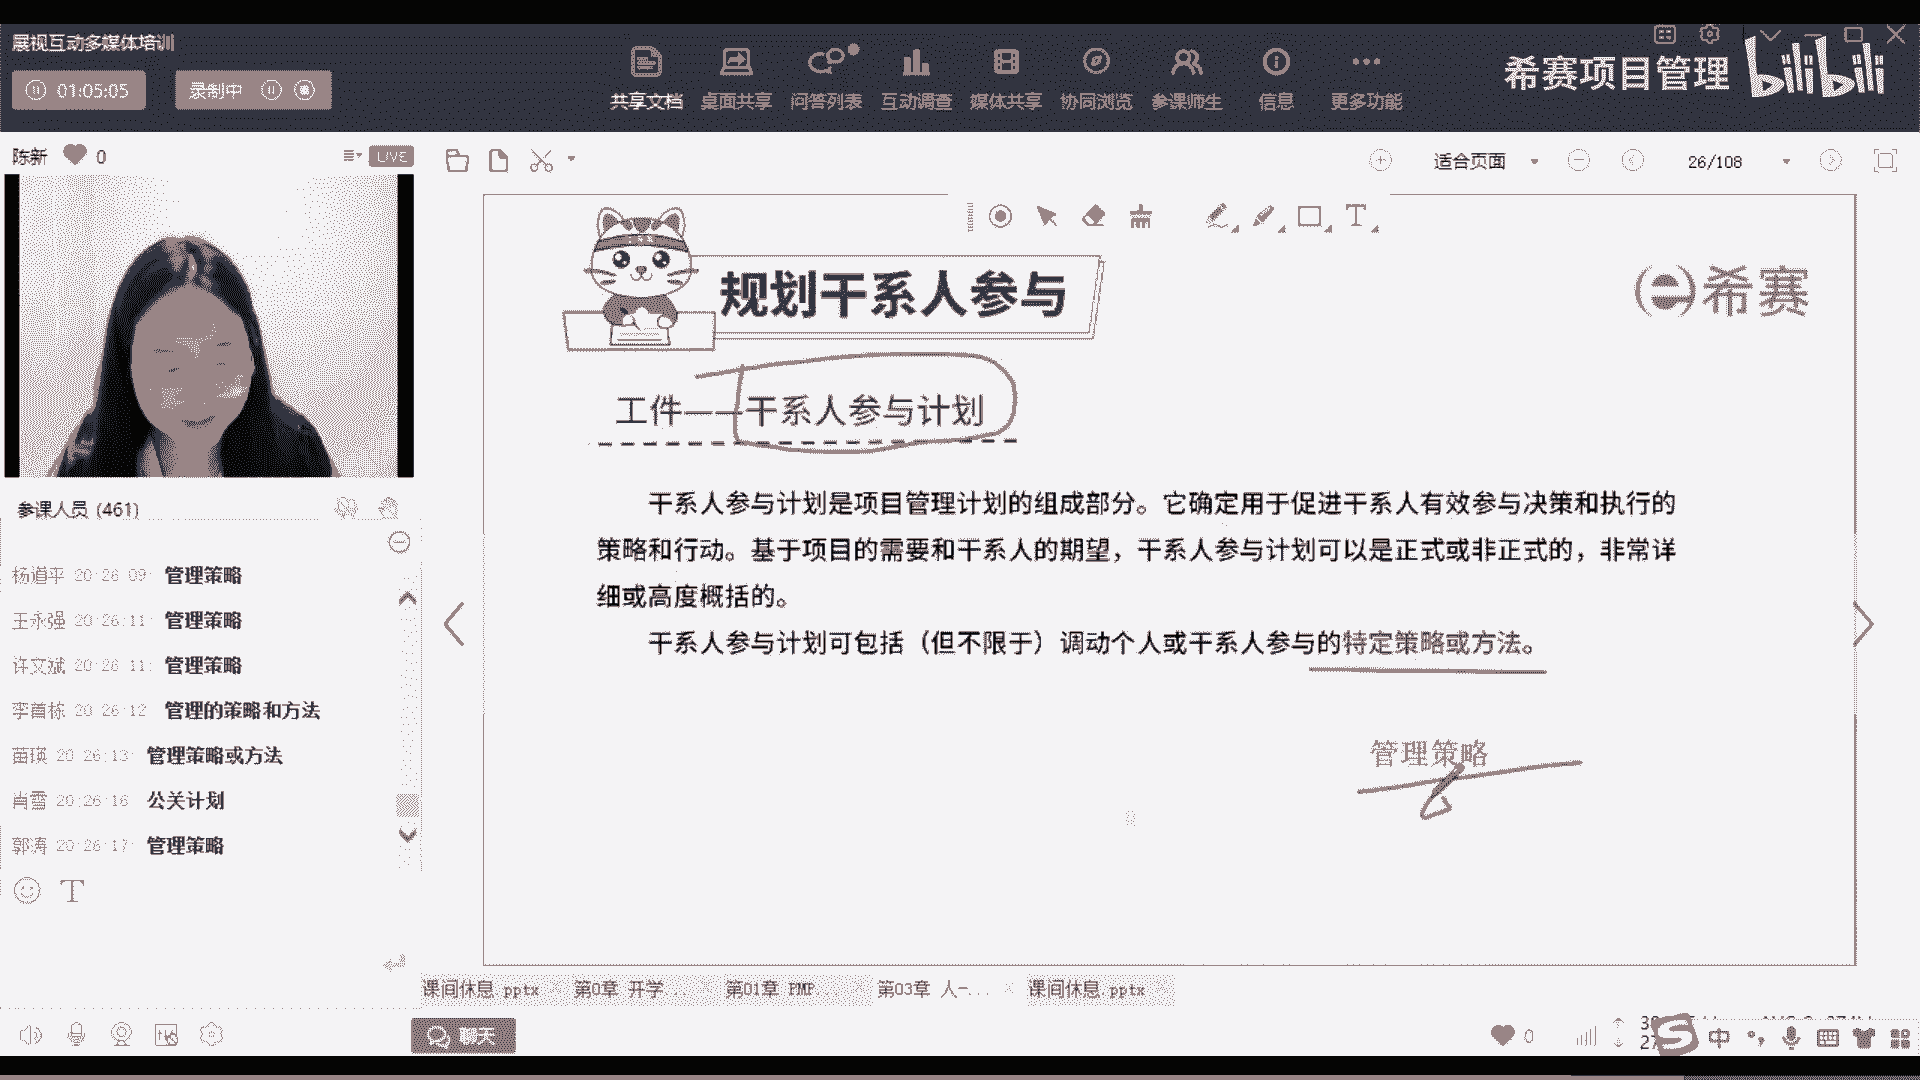 展视互动多媒体培训
01:05:05
录制中
共享文档
桌面共享
问答列表
互动调查
媒体共享
协同浏览
参课师生
信息
更多功能
希赛项目管理
bilibili
陈新
0
LIVE
适合页面
26/108
规划干系人参与
希赛
工件——干系人参与计划
干系人参与计划是项目管理计划的组成部分。它确定用于促进干系人有效参与决策和执行的
策略和行动。基于项目的需要和干系人的期望，干系人参与计划可以是正式或非正式的，非常详
细或高度概括的。
干系人参与计划可包括（但不限于）调动个人或干系人参与的特定策略或方法。
管理策略
参课人员 (461)
杨道平 20:26:09 管理策略
王永强 20:26:11 管理策略
许文斌 20:26:11 管理策略
20:26:12 管理的策略和方法
苗瑛 20:26:13 管理策略或方法
肖雪 20:26:16 公关计划
郭涛 20:26:17 管理策略
T
课间休息.pptx
第0章 开学...
第01章 PMP...
第03章 人-...
课间休息.pptx
聊天
0
中